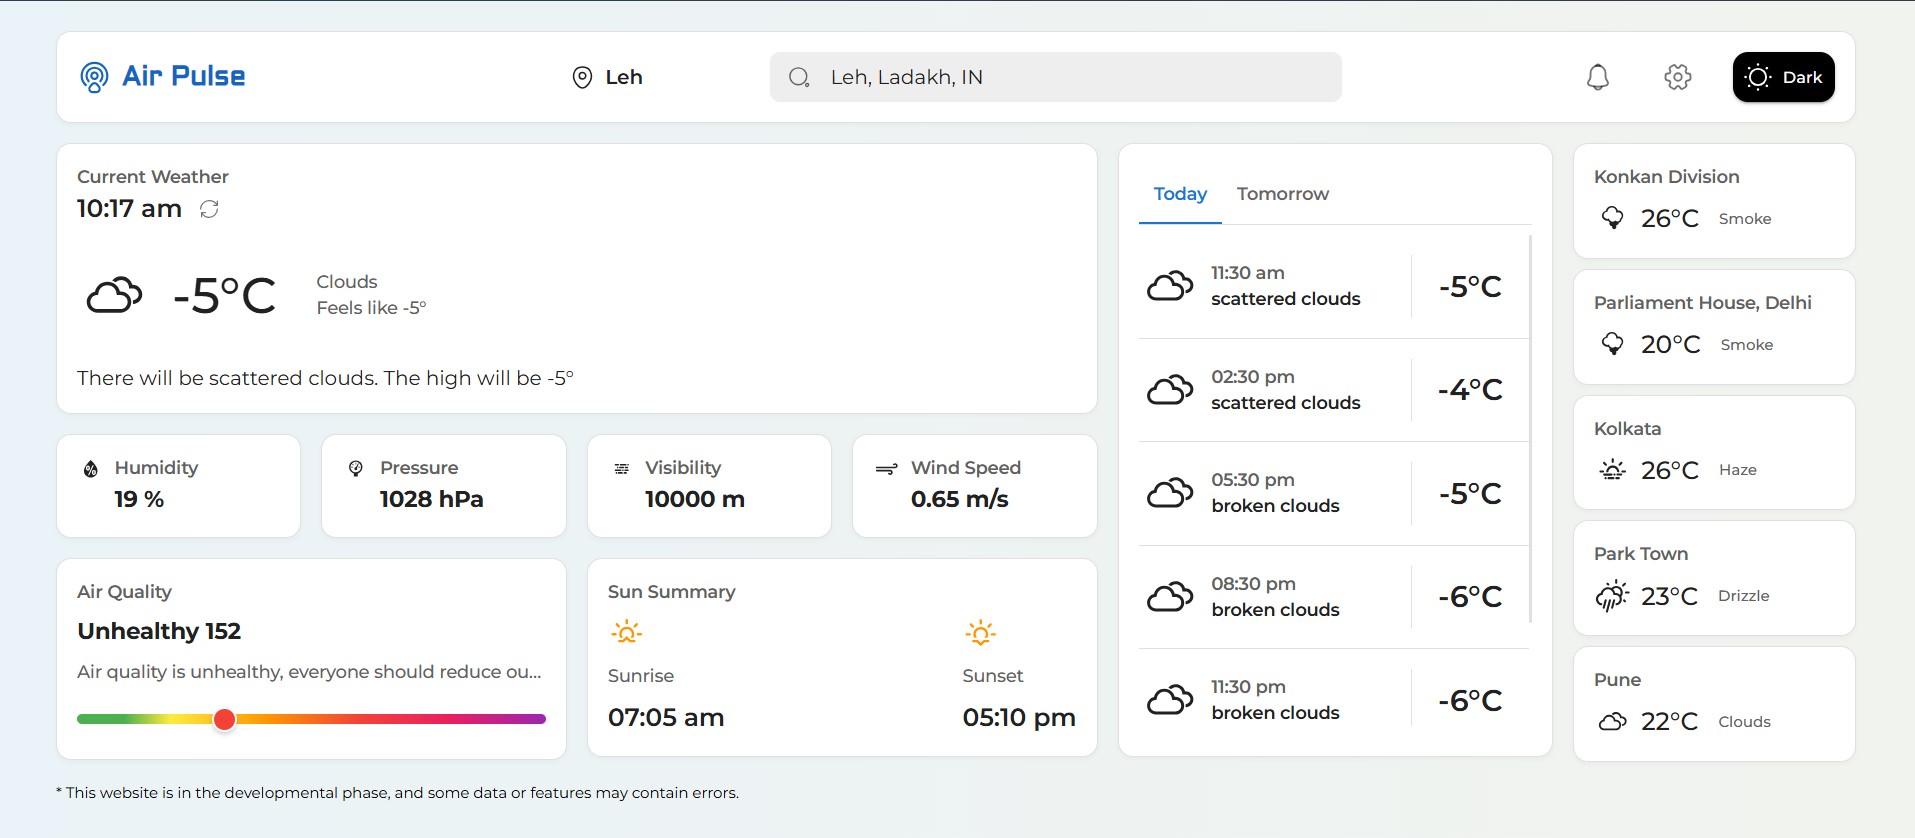 Air Pulse
Leh
Leh, Ladakh, IN
Dark
Current Weather
10:17 am
-5°C
Clouds
Feels like -5°
There will be scattered clouds. The high will be -5°
Humidity
19 %
Pressure
1028 hPa
Visibility
10000 m
Wind Speed
0.65 m/s
Air Quality
Unhealthy 152
Air quality is unhealthy, everyone should reduce ou...
Sun Summary
Sunrise
07:05 am
Sunset
05:10 pm
Today Tomorrow
11:30 am
scattered clouds
-5°C
02:30 pm
scattered clouds
-4°C
05:30 pm
broken clouds
-5°C
08:30 pm
broken clouds
-6°C
11:30 pm
broken clouds
-6°C
Konkan Division
26°C Smoke
Parliament House, Delhi
20°C Smoke
Kolkata
26°C Haze
Park Town
23°C Drizzle
Pune
22°C Clouds
* This website is in the developmental phase, and some data or features may contain errors.